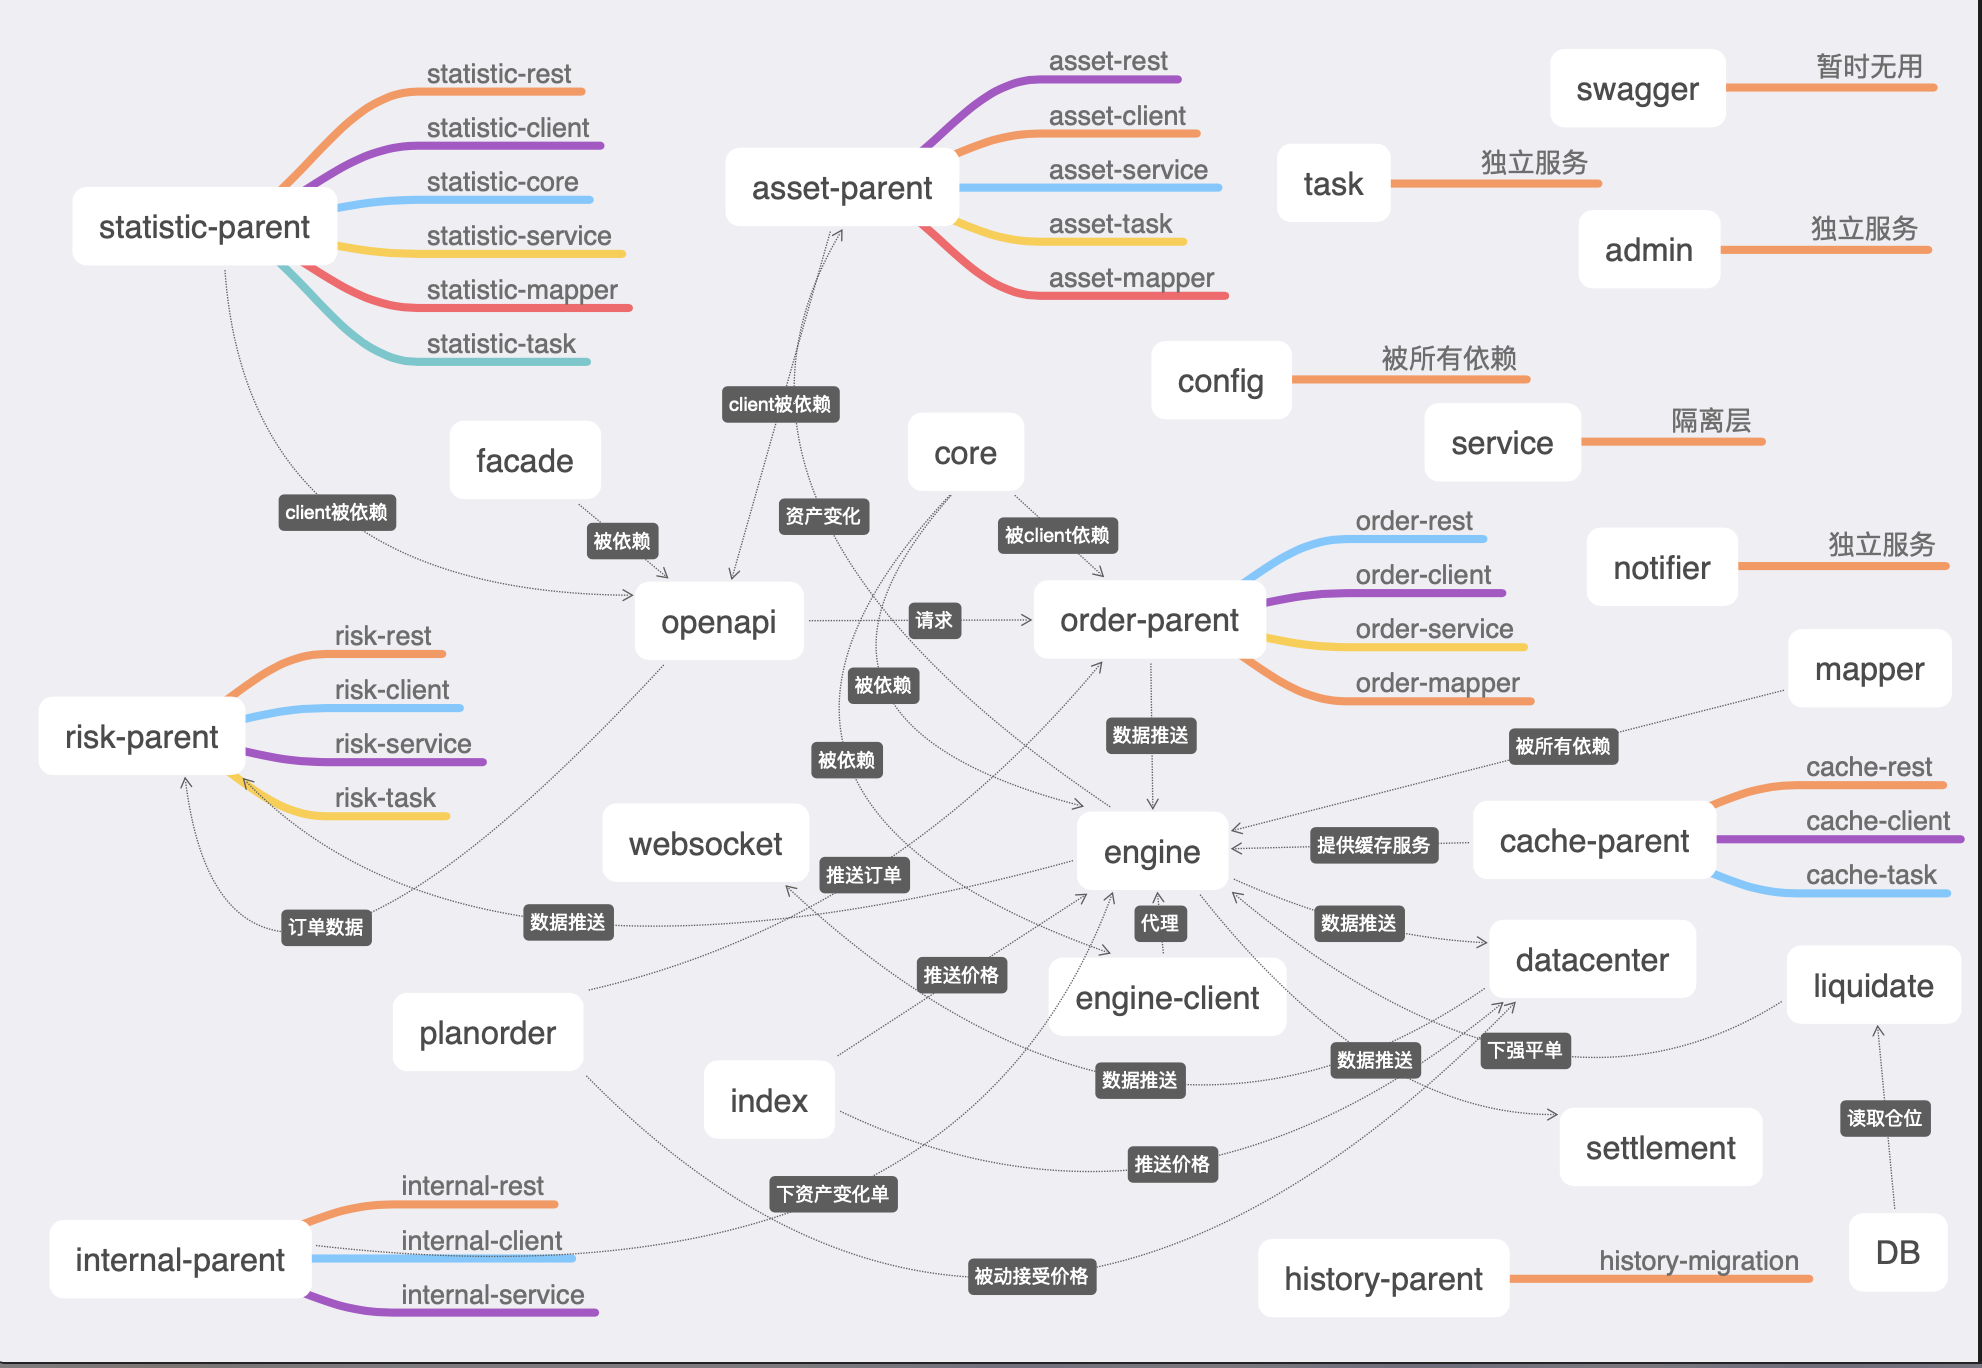 statistic-parent
statistic-rest
statistic-client
statistic-core
statistic-service
statistic-mapper
statistic-task
asset-parent
asset-rest
asset-client
asset-service
asset-task
asset-mapper
swagger
暂时无用
task
独立服务
admin
独立服务
config
被所有依赖
service
隔离层
client被依赖
facade
core
client被依赖
资产变化
被依赖
被client依赖
openapi
请求
order-parent
order-rest
order-client
order-service
order-mapper
notifier
独立服务
mapper
risk-parent
risk-rest
risk-client
risk-service
risk-task
被依赖
被依赖
数据推送
被所有依赖
websocket
推送订单
engine
提供缓存服务
cache-parent
cache-rest
cache-client
cache-task
订单数据
数据推送
代理
数据推送
推送价格
engine-client
datacenter
liquidate
planorder
index
数据推送
数据推送
下强平单
推送价格
settlement
读取仓位
下资产变化单
internal-parent
internal-rest
internal-client
internal-service
被动接受价格
history-parent
history-migration
DB